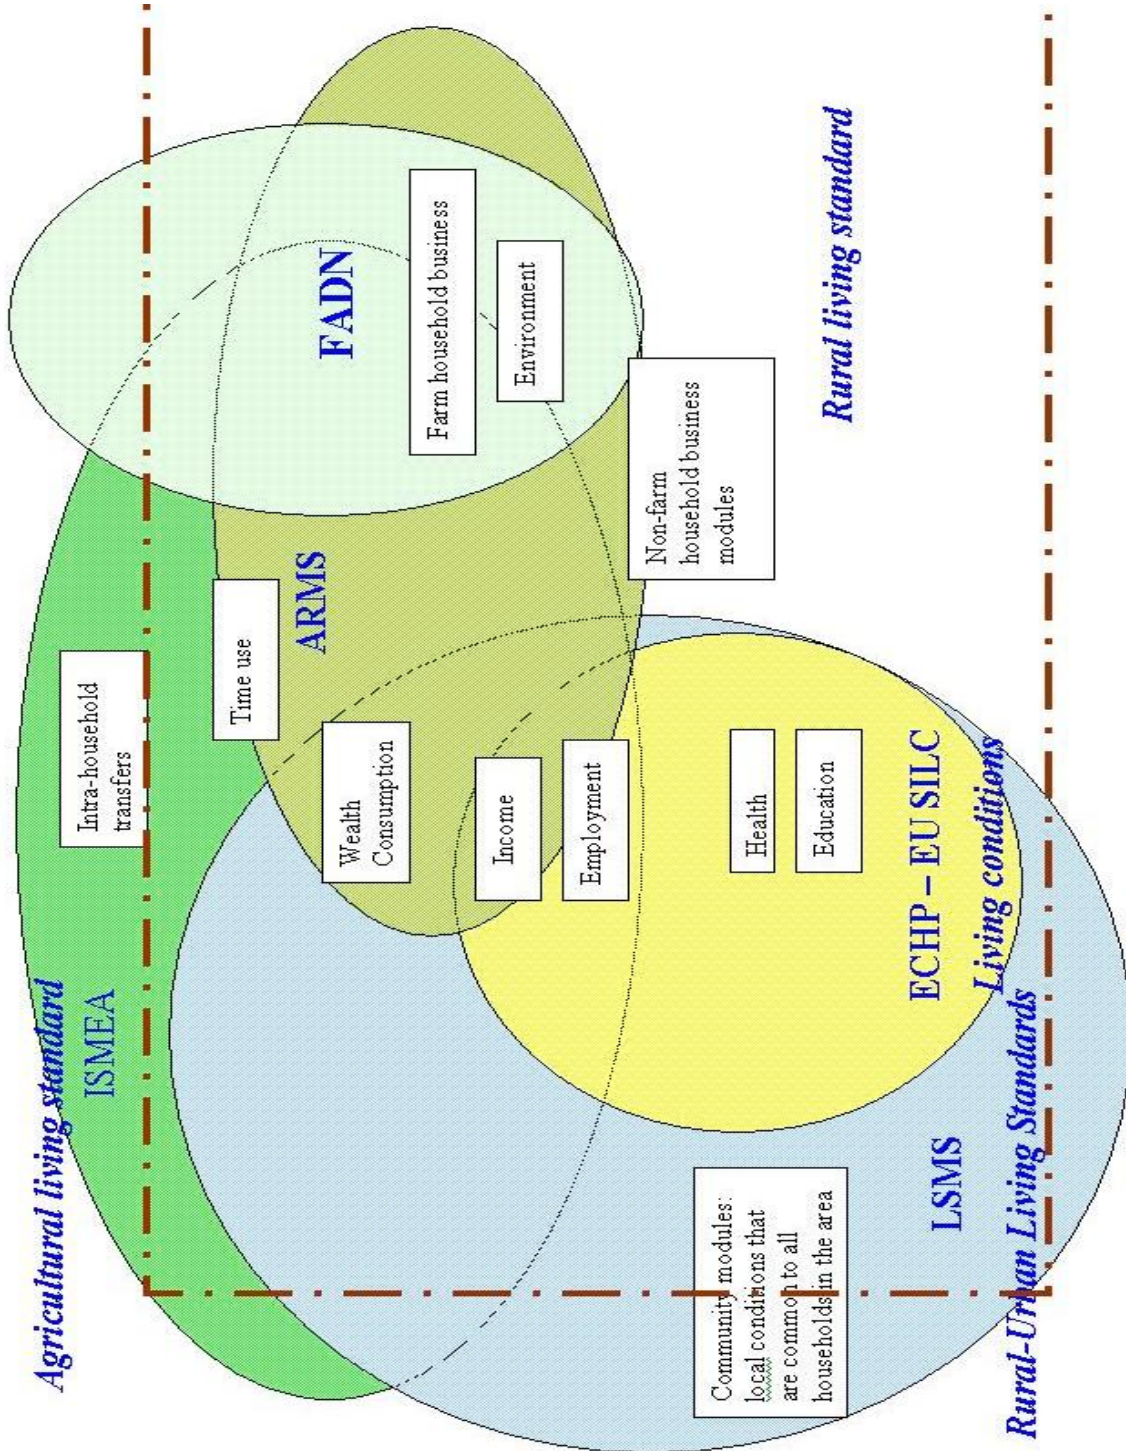 Agricultural living standard
ISMEA
Intra-household
transfers
Time use
ARMS
FADN
Wealth
Consumption
Farm household business
Income
Environment
Employment
Non-farm
household business
modules
Community modules:
local conditions that
are common to all
households in the area
Health
Education
Rural living standard
ECHP – EU SILC
Living conditions
LSMS
Rural-Urban Living Standards